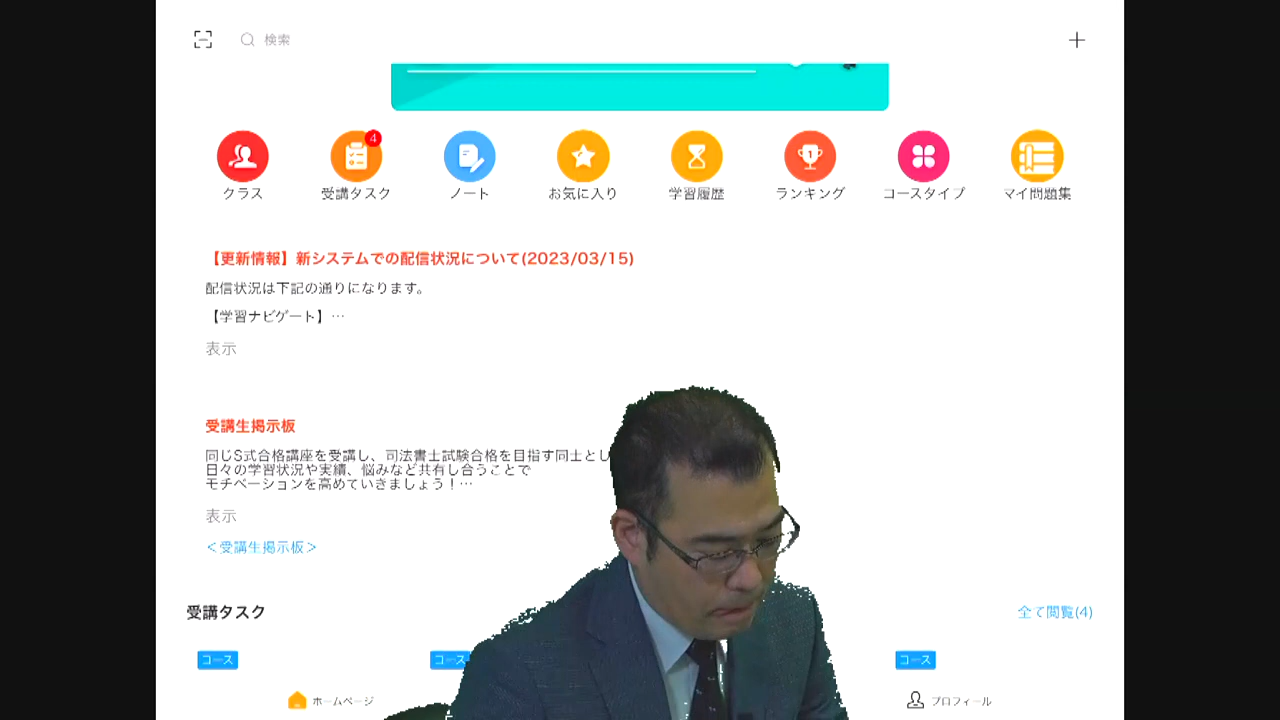 検索
4
1
クラス
受講タスク
ノート
お気に入り
学習履歴
ランキング
コースタイプ
マイ問題集
【更新情報】新システムでの配信状況について(2023/03/15)
配信状況は下記の通りになります。
【学習ナビゲート】…
表示
受講生掲示板
同じS式合格講座を受講し、司法書士試験合格を目指す同士とし
日々の学習状況や実績、悩みなど共有し合うことで
モチベーションを高めていきましょう！…
表示
＜受講生掲示板＞
受講タスク
全て閲覧(4)
コース
コース
コース
ホームページ
プロフィール